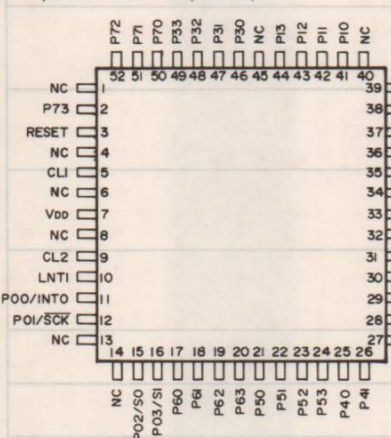 P72 P71 P70 P33 P32 P31 P30 NC P13 P12 P11 P10 NC
52 51 50 49 48 47 46 45 44 43 42 41 40
NC 1 39
P73 2 38
RESET 3 37
NC 4 36
CL1 5 35
NC 6 34
VDD 7 33
NC 8 32
CL2 9 31
LNT1 10 30
P00/INTO 11 29
P01/SCK 12 28
NC 13 27
14 15 16 17 18 19 20 21 22 23 24 25 26
NC P02/SO P03/S1 P60 P61 P62 P63 P50 P51 P52 P53 P40 P41